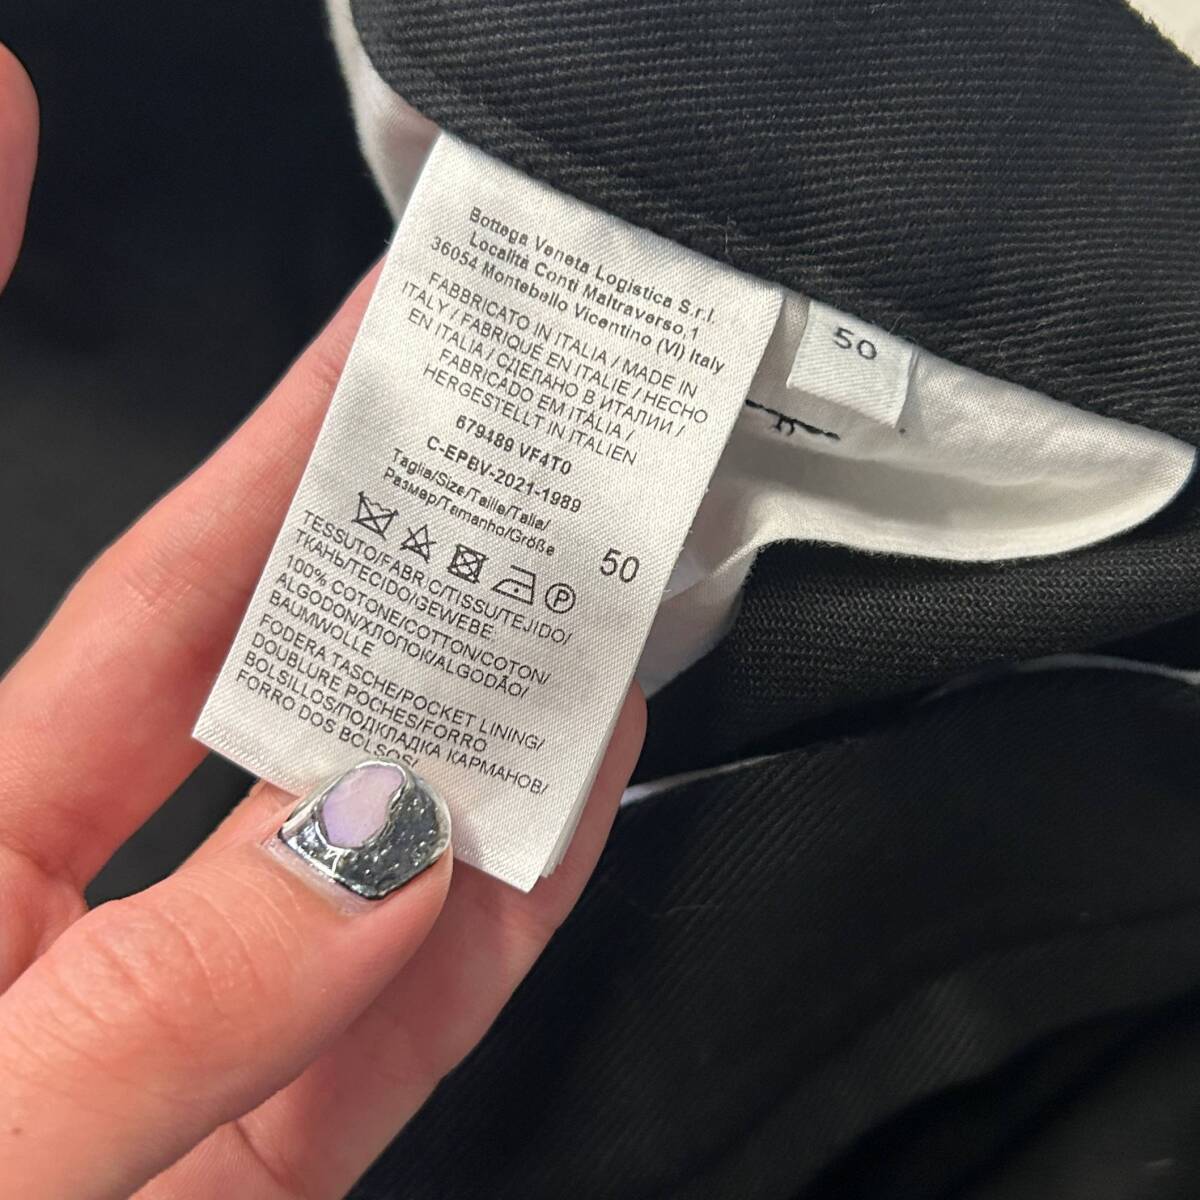 Bottega Veneta Logistica S.r.l.
Località Conti Maltraverso,1
36054 Montebello Vicentino (VI) Italy
FABBRICATO IN ITALIA / MADE IN
ITALY / FABRIQUÉ EN ITALIE / HECHO
EN ITALIA / СДЕЛАНО В ИТАЛИИ /
FABRICADO EM ITÁLIA /
HERGESTELLT IN ITALIEN
679489 VF4T0
C-EPBV-2021-1989
Taglia/Size/Taille/Talla/
Размер/Tamanho/Größe
50
P
TESSUTO/FABRIC/TISSU/TEJIDO/
ТКАНЬ/TECIDO/GEWEBE
100% COTONE/COTTON/COTON/
ALGODON/ХЛОПОК/ALGODÃO/
BAUMWOLLE
FODERA TASCHE/POCKET LINING/
DOUBLURE POCHES/FORRO
BOLSILLOS/ПОДКЛАДКА КАРМАНОВ/
FORRO DOS BOLSOS/
50